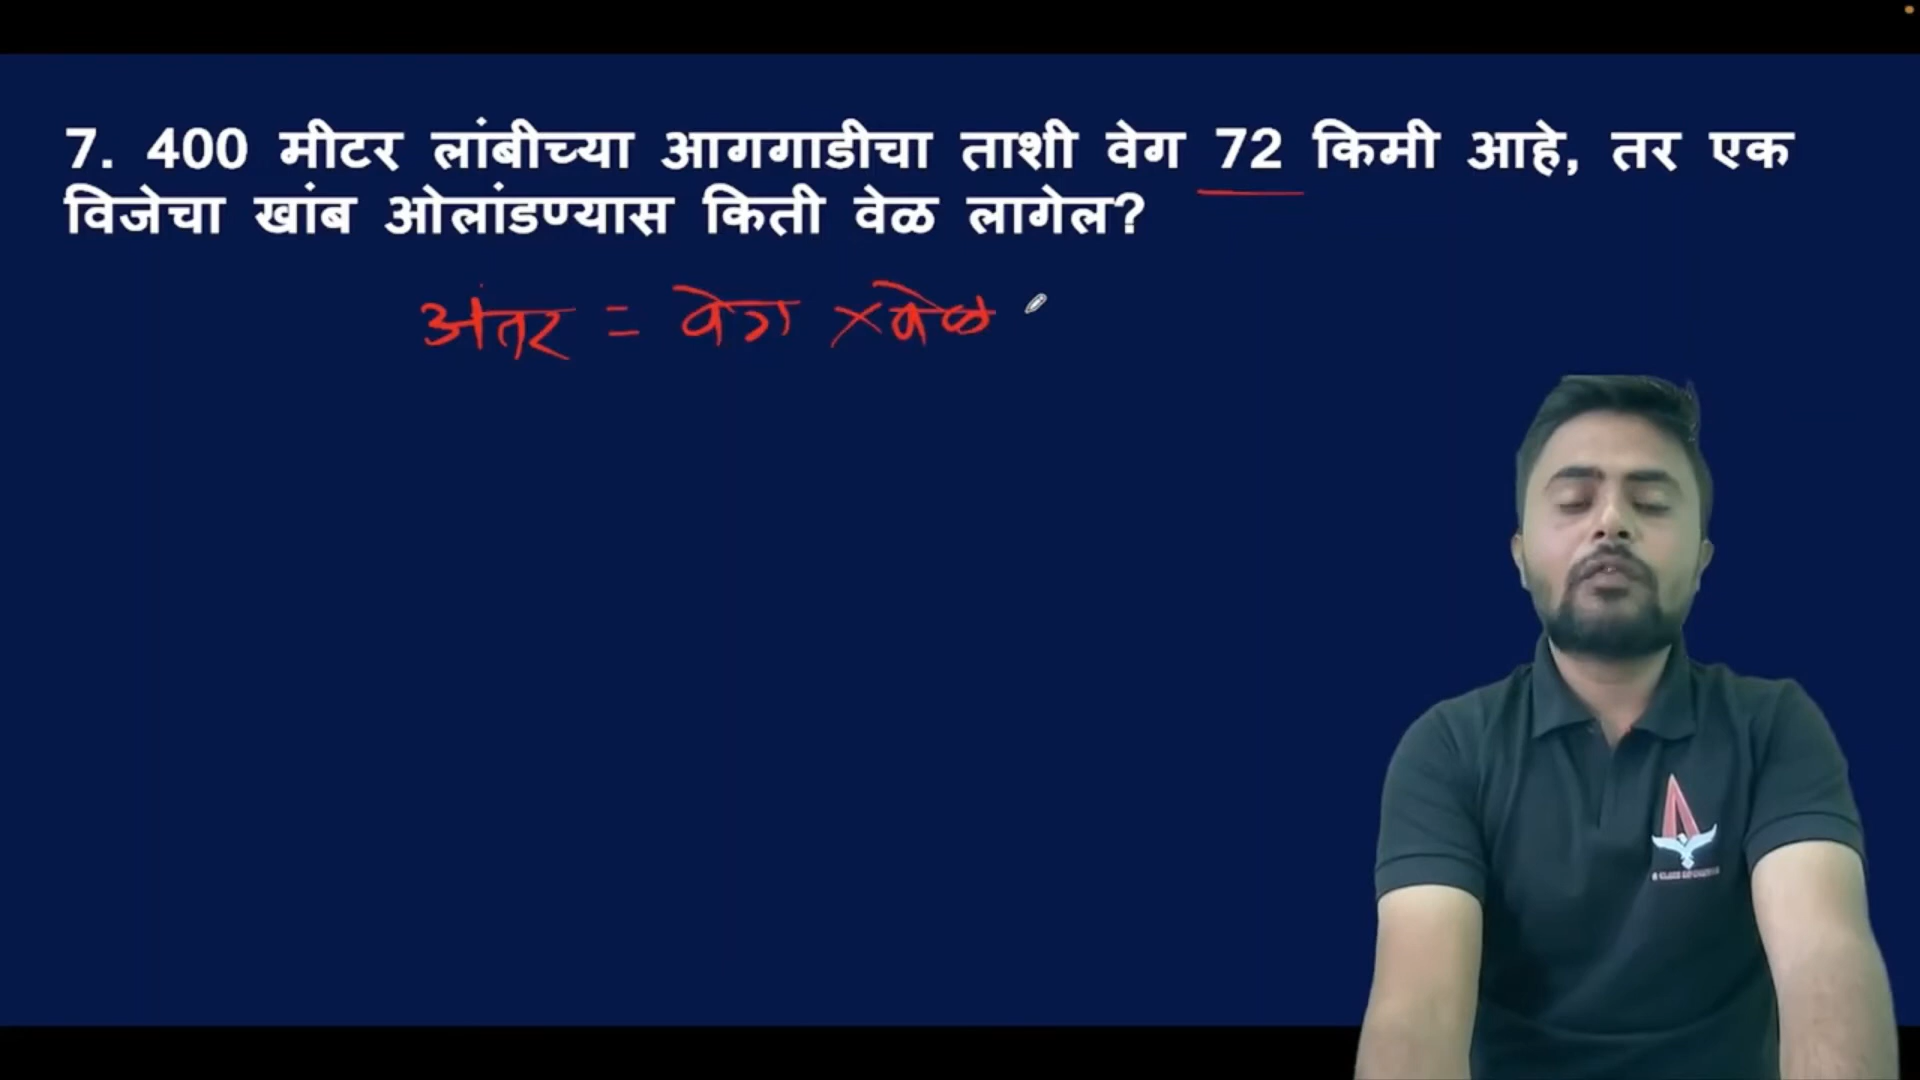 7. 400 मीटर लांबीच्या आगगाडीचा ताशी वेग 72 किमी आहे, तर एक
विजेचा खांब ओलांडण्यास किती वेळ लागेल?
अंतर = वेग × वेळ
A